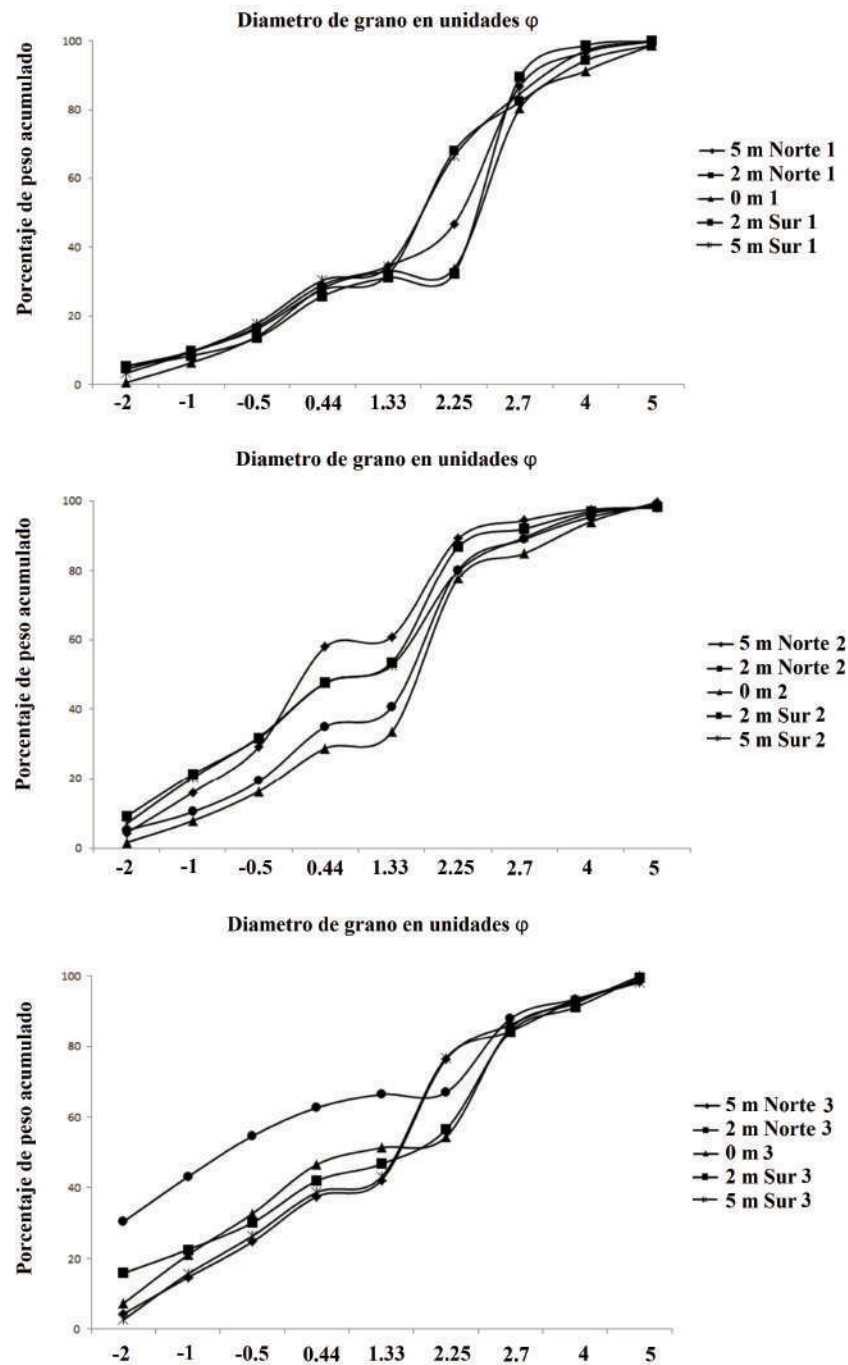 Diametro de grano en unidades φ
Porcentaje de peso acumulado
100
80
60
40
20
0
-2 -1 -0.5 0.44 1.33 2.25 2.7 4 5
5 m Norte 1
2 m Norte 1
0 m 1
2 m Sur 1
5 m Sur 1
Diametro de grano en unidades φ
Porcentaje de peso acumulado
100
80
60
40
20
0
-2 -1 -0.5 0.44 1.33 2.25 2.7 4 5
5 m Norte 2
2 m Norte 2
0 m 2
2 m Sur 2
5 m Sur 2
Diametro de grano en unidades φ
Porcentaje de peso acumulado
100
80
60
40
20
0
-2 -1 -0.5 0.44 1.33 2.25 2.7 4 5
5 m Norte 3
2 m Norte 3
0 m 3
2 m Sur 3
5 m Sur 3